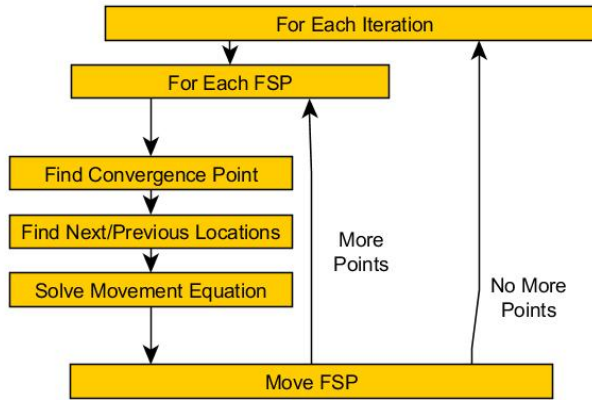 For Each Iteration
For Each FSP
Find Convergence Point
Find Next/Previous Locations
Solve Movement Equation
More
Points
No More
Points
Move FSP